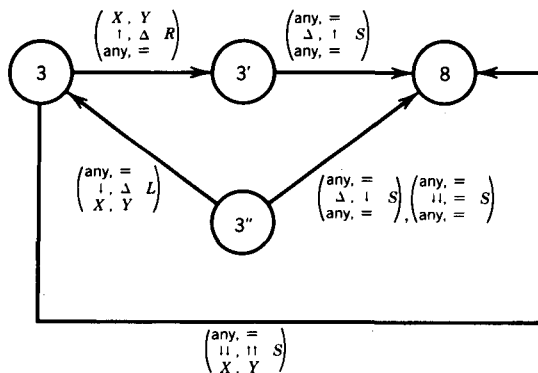 X, Y
↑, Δ R
any, =
any, =
Δ, ↑ S
any, =
3
3′
8
any, =
↓, Δ L
X, Y
3″
any, =
Δ, ↓ S
any, =
,
any, =
↓↓, = S
any, =
any, =
↓↓, ↑↑ S
X, Y